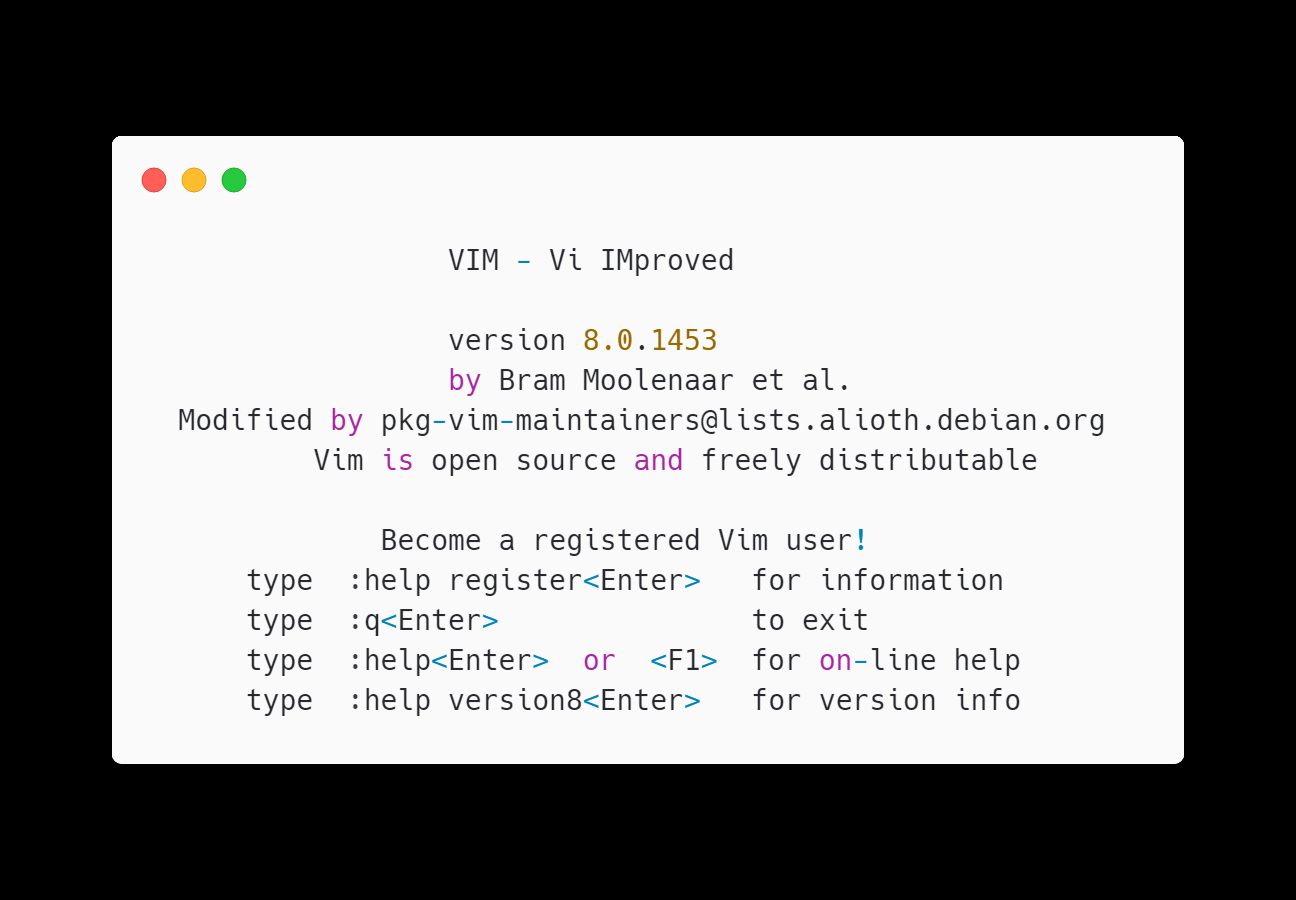 VIM - Vi IMproved
version 8.0.1453
by Bram Moolenaar et al.
Modified by pkg-vim-maintainers@lists.alioth.debian.org
Vim is open source and freely distributable
Become a registered Vim user!
type  :help register<Enter>   for information
type  :q<Enter>               to exit
type  :help<Enter>  or  <F1>  for on-line help
type  :help version8<Enter>   for version info